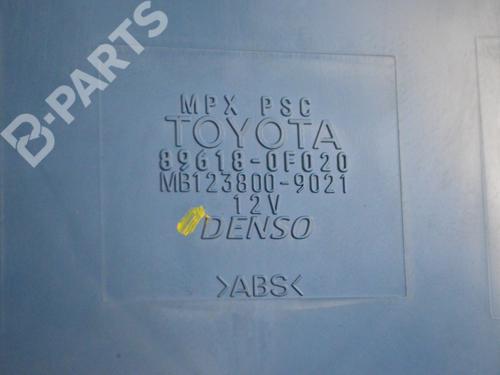 B-PARTS
MPX PSC
TOYOTA
89618-0F020
MB123800-9021
12V
DENSO
>ABS<